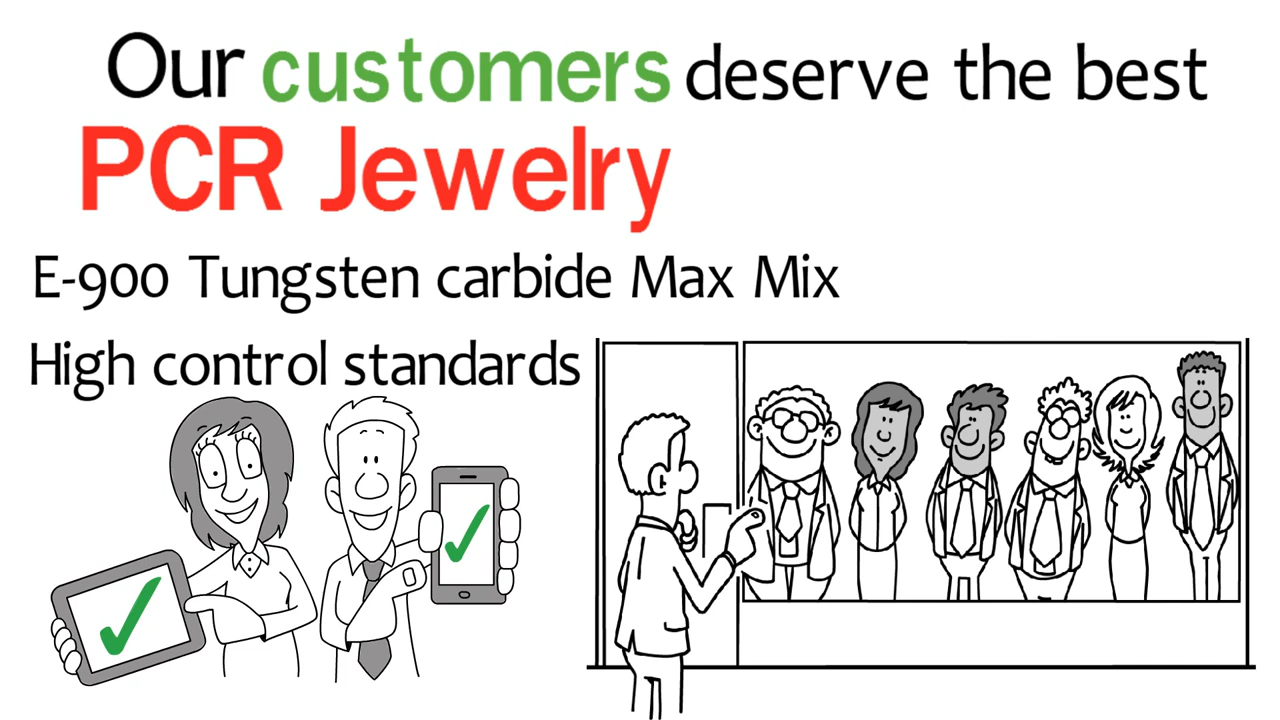 Our customers deserve the best
PCR Jewelry
E-900 Tungsten carbide Max Mix
High control standards